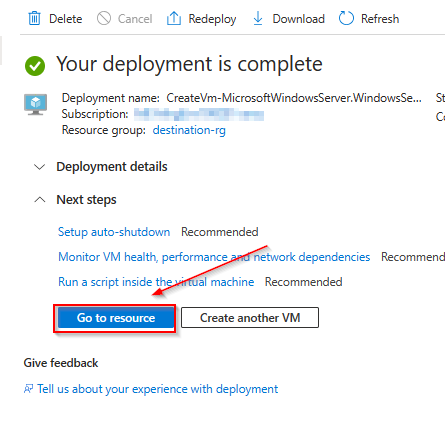 Delete Cancel Redeploy Download Refresh
Your deployment is complete
Deployment name: CreateVm-MicrosoftWindowsServer.WindowsSe... St
Subscription: Co
Resource group: destination-rg
Deployment details
Next steps
Setup auto-shutdown Recommended
Monitor VM health, performance and network dependencies Recommended
Run a script inside the virtual machine Recommended
Go to resource Create another VM
Give feedback
Tell us about your experience with deployment